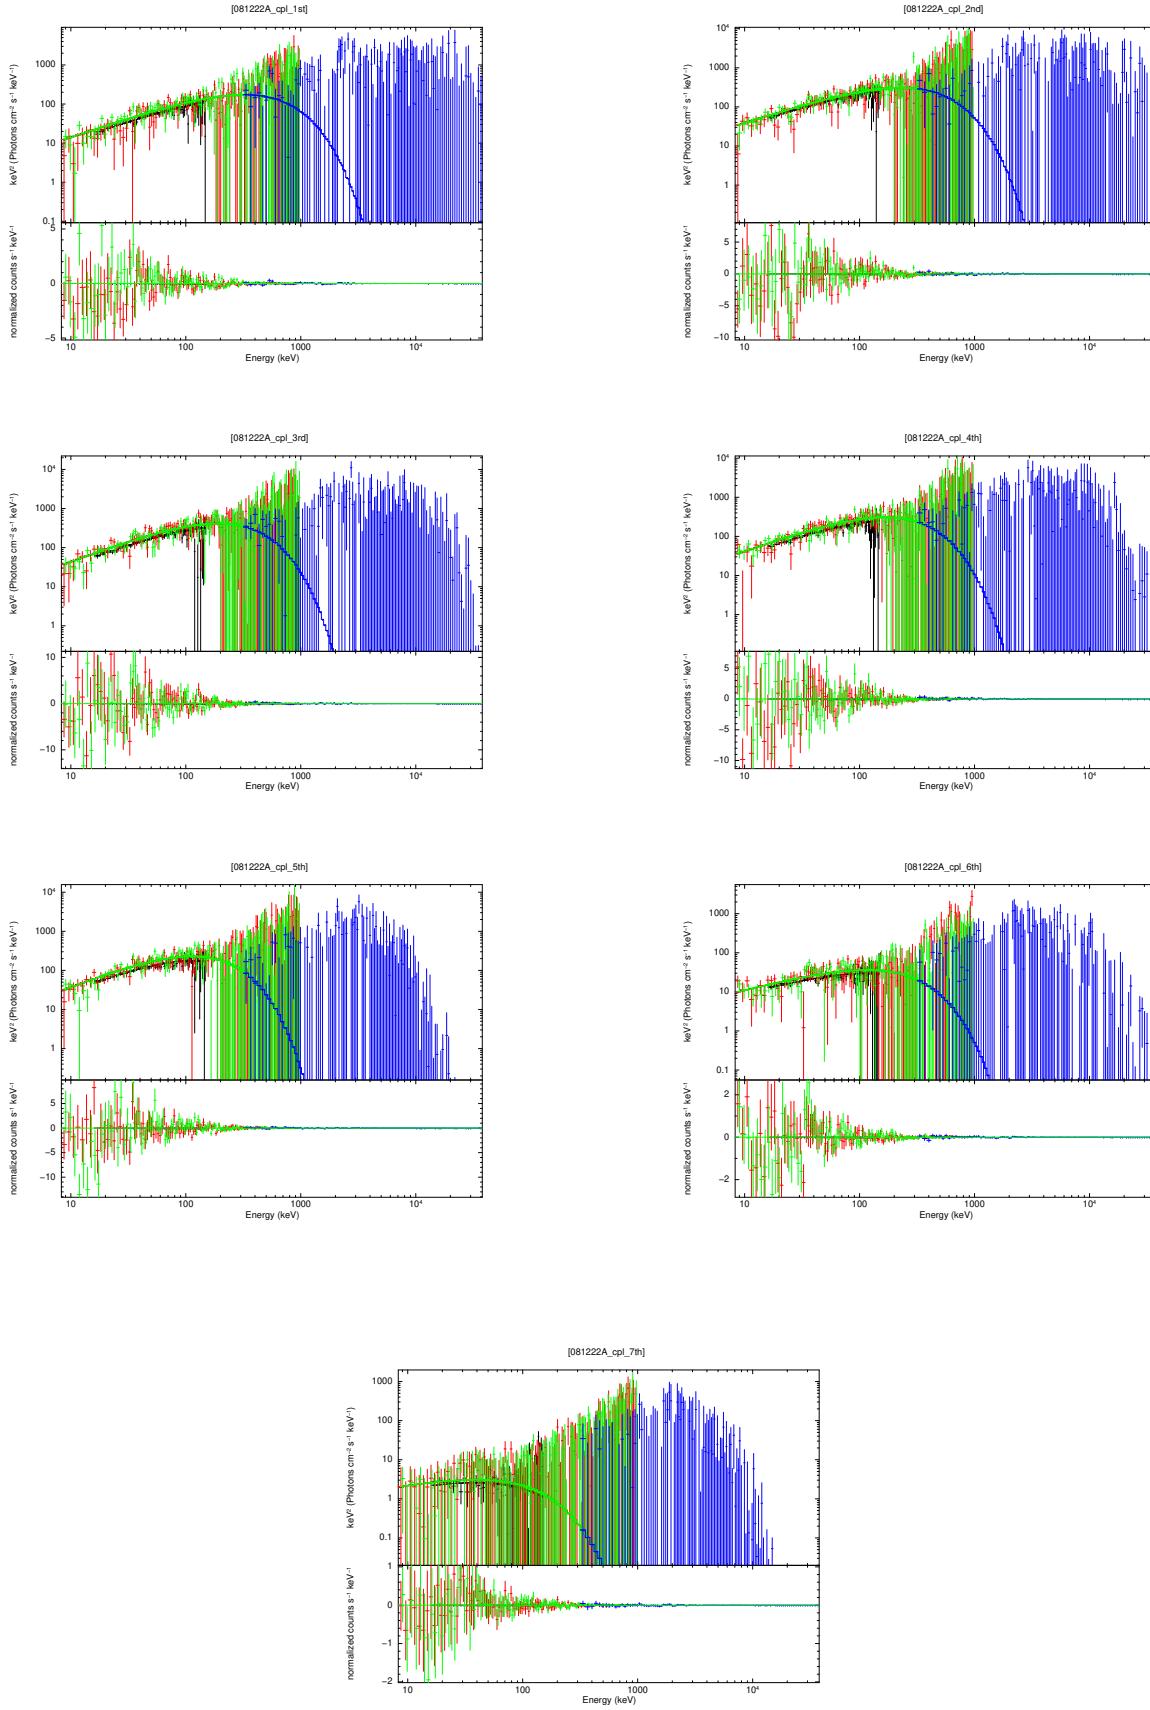 [081222A_cpl_1st]
keV² (Photons cm⁻² s⁻¹ keV⁻¹)
1000
100
10
1
0.1
normalized counts s⁻¹ keV⁻¹
5
0
−5
10 100 1000 10⁴
Energy (keV)
[081222A_cpl_2nd]
keV² (Photons cm⁻² s⁻¹ keV⁻¹)
10⁴
1000
100
10
1
normalized counts s⁻¹ keV⁻¹
5
0
−5
−10
10 100 1000 10⁴
Energy (keV)
[081222A_cpl_3rd]
keV² (Photons cm⁻² s⁻¹ keV⁻¹)
10⁴
1000
100
10
1
normalized counts s⁻¹ keV⁻¹
10
0
−10
10 100 1000 10⁴
Energy (keV)
[081222A_cpl_4th]
keV² (Photons cm⁻² s⁻¹ keV⁻¹)
10⁴
1000
100
10
1
normalized counts s⁻¹ keV⁻¹
5
0
−5
−10
10 100 1000 10⁴
Energy (keV)
[081222A_cpl_5th]
keV² (Photons cm⁻² s⁻¹ keV⁻¹)
10⁴
1000
100
10
1
normalized counts s⁻¹ keV⁻¹
5
0
−5
−10
10 100 1000 10⁴
Energy (keV)
[081222A_cpl_6th]
keV² (Photons cm⁻² s⁻¹ keV⁻¹)
1000
100
10
1
0.1
normalized counts s⁻¹ keV⁻¹
2
0
−2
10 100 1000 10⁴
Energy (keV)
[081222A_cpl_7th]
keV² (Photons cm⁻² s⁻¹ keV⁻¹)
1000
100
10
1
0.1
normalized counts s⁻¹ keV⁻¹
1
0
−1
−2
10 100 1000 10⁴
Energy (keV)